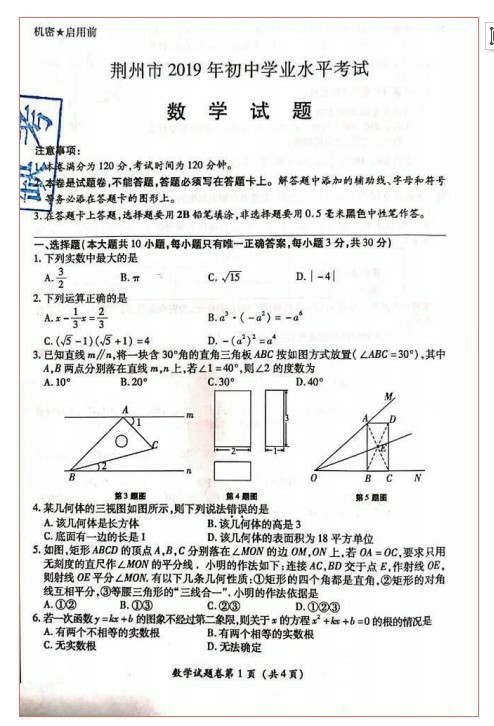 机密★启用前
荆州市 2019 年初中学业水平考试
数 学 试 题
注意事项:
1.本卷满分为 120 分,考试时间为 120 分钟。
2.本卷是试题卷,不能答题,答题必须写在答题卡上。解答题中添加的辅助线、字母和符号
等务必添在答题卡的图形上。
3.在答题卡上答题,选择题要用 2B 铅笔填涂,非选择题要用 0.5 毫米黑色中性笔作答。
一、选择题(本大题共 10 小题,每小题只有唯一正确答案,每小题 3 分,共 30 分)
1.下列实数中最大的是
A. 3/2 B. π C. √15 D. |-4|
2.下列运算正确的是
A. x - 1/3 x = 2/3 B. a³·(-a²) = -a⁶
C. (√5-1)(√5+1)=4 D. -(a²)²=a⁴
3.已知直线 m∥n,将一块含 30°角的直角三角板 ABC 按如图方式放置(∠ABC=30°),其中
A,B 两点分别落在直线 m,n 上,若∠1=40°,则∠2 的度数为
A. 10° B. 20° C. 30° D. 40°
A m 1 C B 2 n
2 1 3
M A D E O B C N
第 3 题图 第 4 题图 第 5 题图
4.某几何体的三视图如图所示,则下列说法错误的是
A.该几何体是长方体 B.该几何体的高是 3
C.底面有一边的长是 1 D.该几何体的表面积为 18 平方单位
5.如图,矩形 ABCD 的顶点 A,B,C 分别落在∠MON 的边 OM,ON 上,若 OA=OC,要求只用
无刻度的直尺作∠MON 的平分线。小明的作法如下:连接 AC,BD 交于点 E,作射线 OE,
则射线 OE 平分∠MON.有以下几条几何性质:①矩形的四个角都是直角,②矩形的对角
线互相平分,③等腰三角形的“三线合一”.小明的作法依据是
A.①② B.①③ C.②③ D.①②③
6.若一次函数 y=kx+b 的图象不经过第二象限,则关于 x 的方程 x²+kx+b=0 的根的情况是
A.有两个不相等的实数根 B.有两个相等的实数根
C.无实数根 D.无法确定
数学试题卷第 1 页(共 4 页)